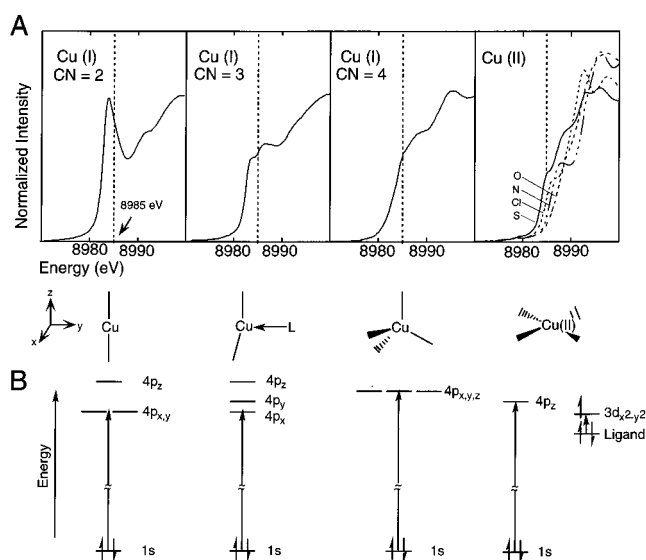 A
Cu (I)
CN = 2
Cu (I)
CN = 3
Cu (I)
CN = 4
Cu (II)
Normalized Intensity
8985 eV
O
N
Cl
S
8980 8990 8980 8990 8980 8990 8980 8990
Energy (eV)
z
y
x
Cu
Cu
L
Cu
Cu(II)
B
Energy
4pz
4px,y
1s
4pz
4py
4px
1s
4px,y,z
1s
4pz
1s
3dx2-y2
Ligand